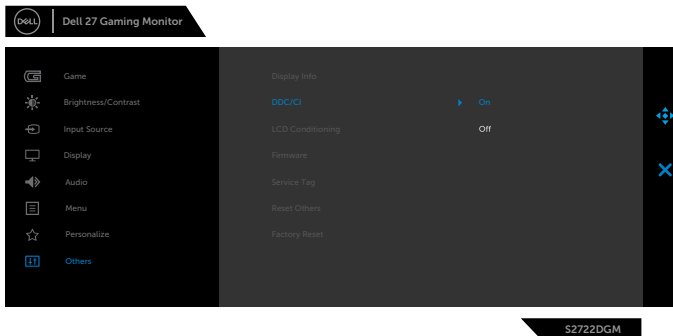 DELL
Dell 27 Gaming Monitor
Game
Display Info
Brightness/Contrast
DDC/CI
On
Input Source
LCD Conditioning
Off
Display
Firmware
Audio
Service Tag
Menu
Reset Others
Personalize
Factory Reset
Others
S2722DGM